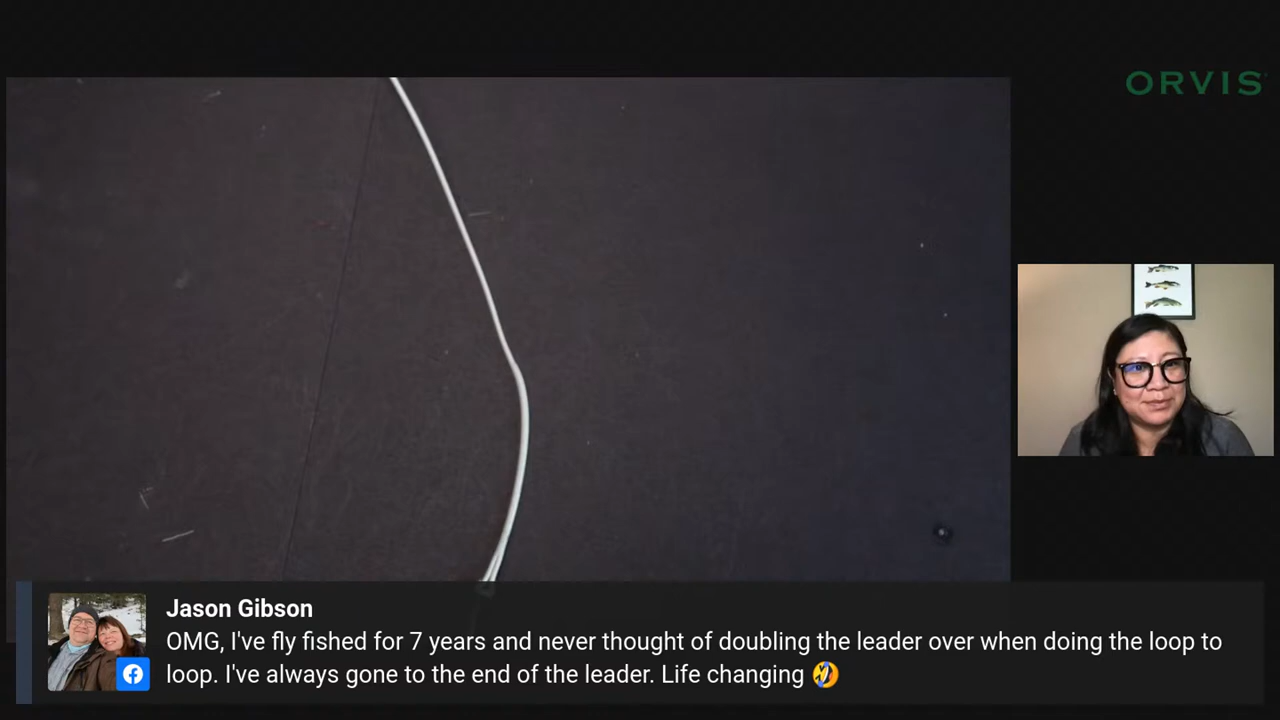 ORVIS
Jason Gibson
OMG, I've fly fished for 7 years and never thought of doubling the leader over when doing the loop to
loop. I've always gone to the end of the leader. Life changing 🤣